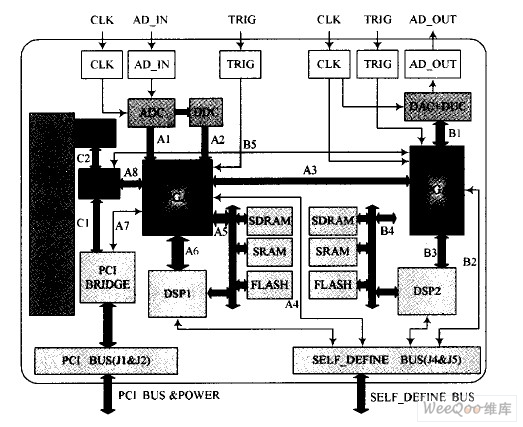 CLK AD_IN TRIG CLK TRIG AD_OUT
CLK AD_IN TRIG CLK TRIG AD_OUT
ADC DDC DAC+DUC
A1 A2 B5 B1
C2 A8 A3
C1 A7 A6 A5
SDRAM SDRAM B4
SRAM SRAM B3 B2
PCI BRIDGE
DSP1 FLASH FLASH DSP2
A4
PCI BUS(J1&J2) SELF_DEFINE BUS(J4&J5)
PCI BUS &POWER SELF_DEFINE BUS
WeeQoo维库